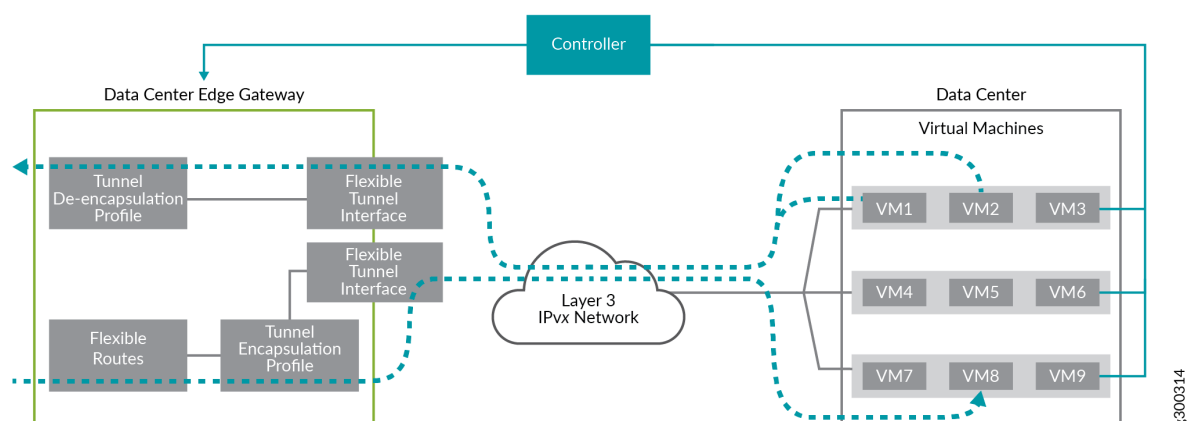 Controller
Data Center Edge Gateway
Data Center
Virtual Machines
Tunnel
De-encapsulation
Profile
Flexible
Tunnel
Interface
VM1
VM2
VM3
Flexible
Tunnel
Interface
Layer 3
IPvx Network
VM4
VM5
VM6
Flexible
Routes
Tunnel
Encapsulation
Profile
VM7
VM8
VM9
g300314